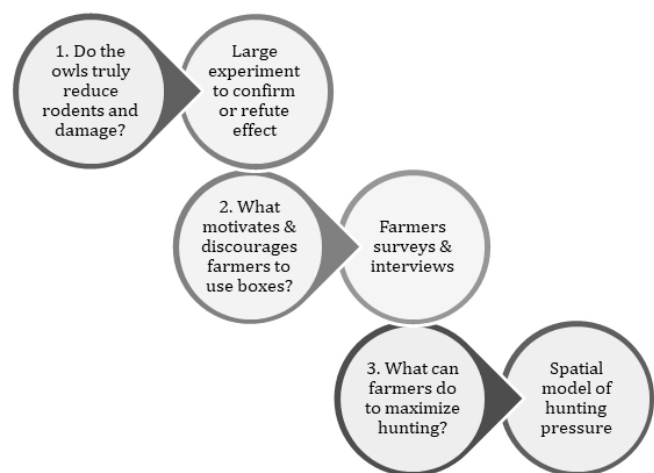 1. Do the
owls truly
reduce
rodents and
damage?
Large
experiment
to confirm
or refute
effect
2. What
motivates &
discourages
farmers to
use boxes?
Farmers
surveys &
interviews
3. What can
farmers do
to maximize
hunting?
Spatial
model of
hunting
pressure